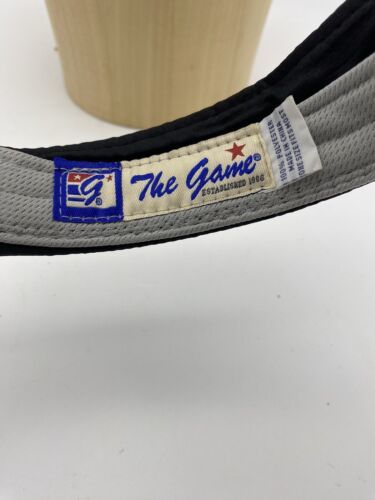 G®
The Game®
ESTABLISHED 1986
ONE SIZE FITS MOST
MADE IN CHINA
100% POLYESTER